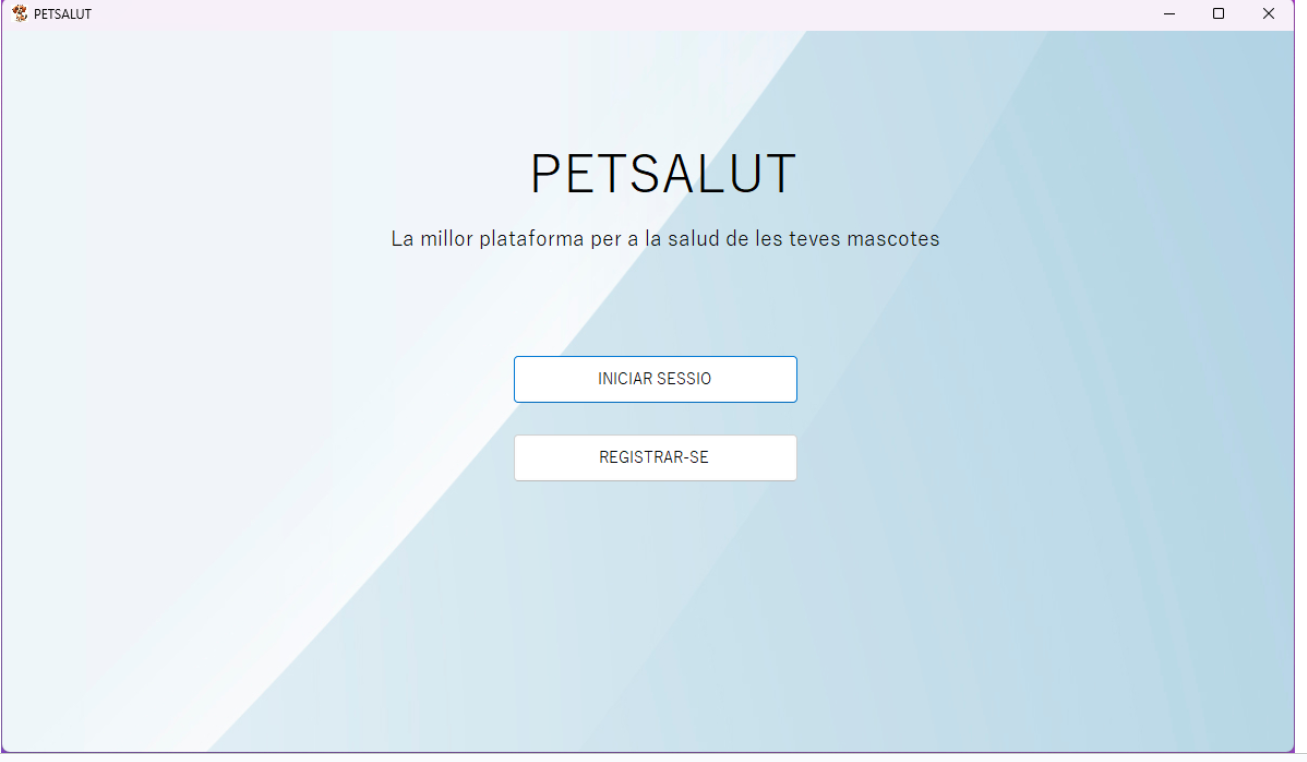 PETSALUT
PETSALUT
La millor plataforma per a la salud de les teves mascotes
INICIAR SESSIO
REGISTRAR-SE